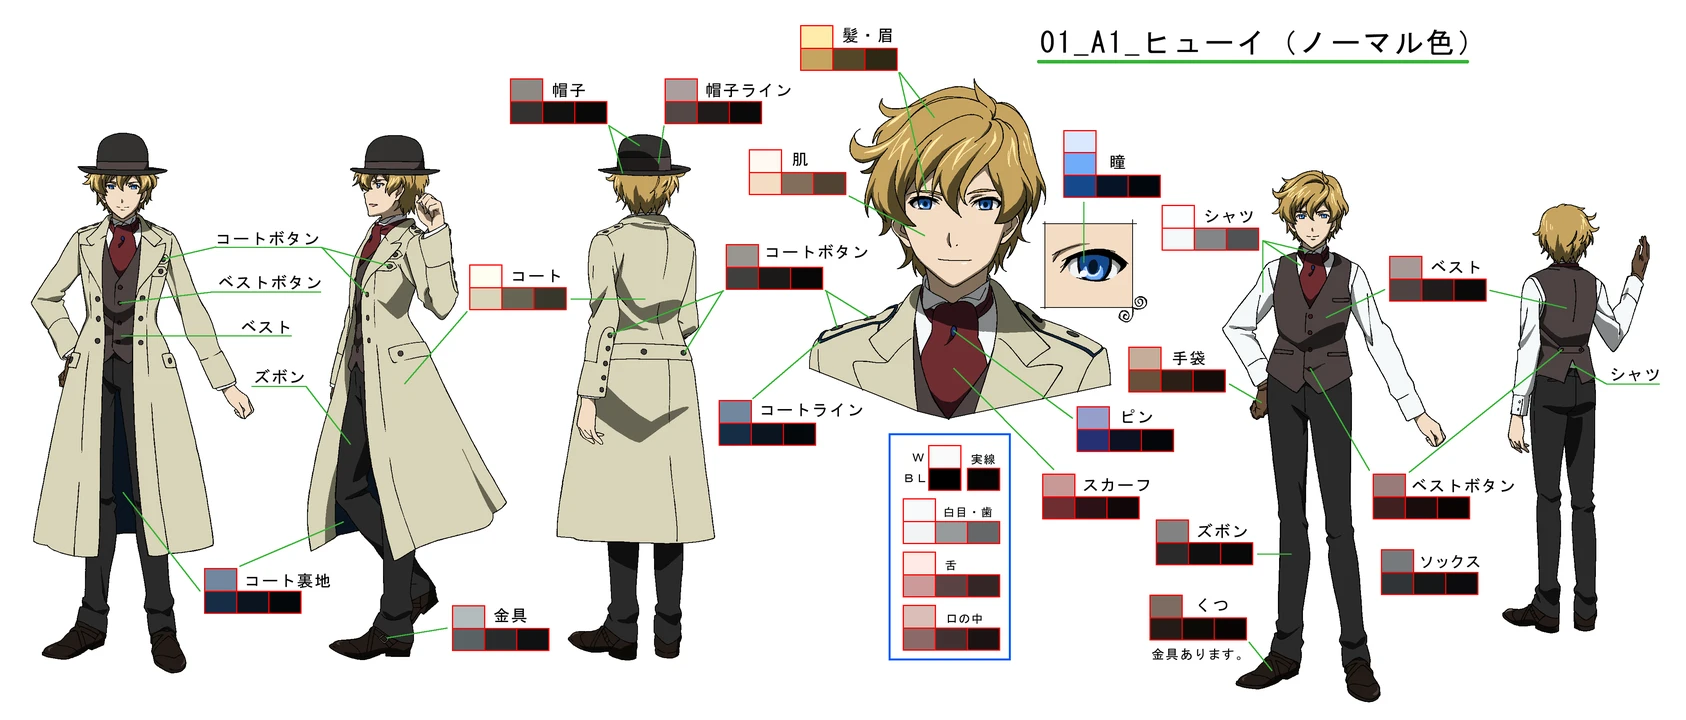 01_A1_ヒューイ（ノーマル色）
髪・眉
帽子
帽子ライン
肌
瞳
シャツ
コートボタン
コート
コートボタン
ベスト
ベストボタン
ベスト
手袋
ズボン
シャツ
コートライン
ピン
W
BL
実線
スカーフ
ベストボタン
白目・歯
ズボン
ソックス
舌
コート裏地
金具
口の中
くつ
金具あります。